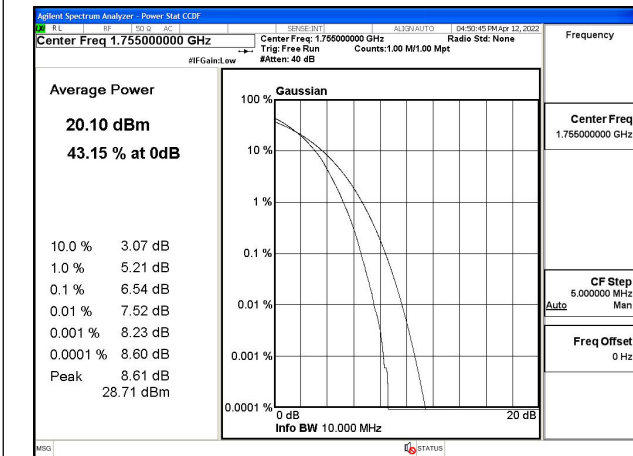 Agilent Spectrum Analyzer - Power Stat CCDF
RL RF 50 Ω AC SENSE:INT ALIGNAUTO 04:50:45 PM Apr 12, 2022
Center Freq 1.755000000 GHz
Center Freq: 1.755000000 GHz Radio Std: None
Trig: Free Run Counts:1.00 M/1.00 Mpt
#IFGain:Low #Atten: 40 dB
Frequency
Average Power
20.10 dBm
43.15 % at 0dB
10.0 % 3.07 dB
1.0 % 5.21 dB
0.1 % 6.54 dB
0.01 % 7.52 dB
0.001 % 8.23 dB
0.0001 % 8.60 dB
Peak 8.61 dB
28.71 dBm
Gaussian
100 %
10 %
1 %
0.1 %
0.01 %
0.001 %
0.0001 %
0 dB 20 dB
Info BW 10.000 MHz
Center Freq
1.755000000 GHz
CF Step
5.000000 MHz
Auto Man
Freq Offset
0 Hz
MSG STATUS